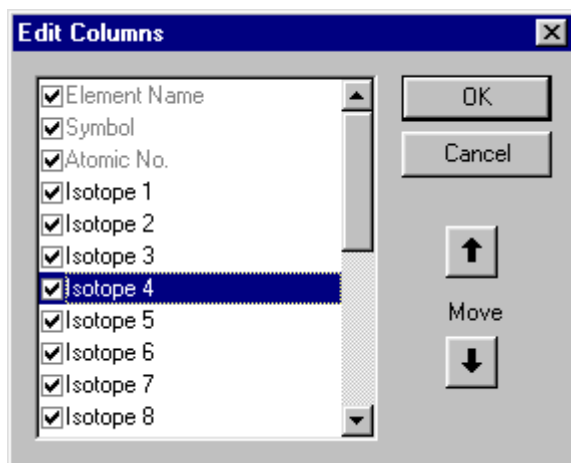 Edit Columns
Element Name
Symbol
Atomic No.
Isotope 1
Isotope 2
Isotope 3
Isotope 4
Isotope 5
Isotope 6
Isotope 7
Isotope 8
OK
Cancel
Move